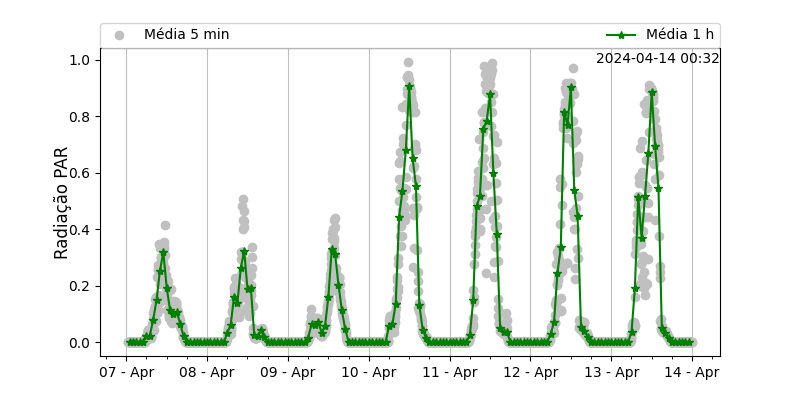 Média 5 min
Média 1 h
2024-04-14 00:32
1.0
0.8
0.6
0.4
0.2
0.0
Radiação PAR
07 - Apr
08 - Apr
09 - Apr
10 - Apr
11 - Apr
12 - Apr
13 - Apr
14 - Apr